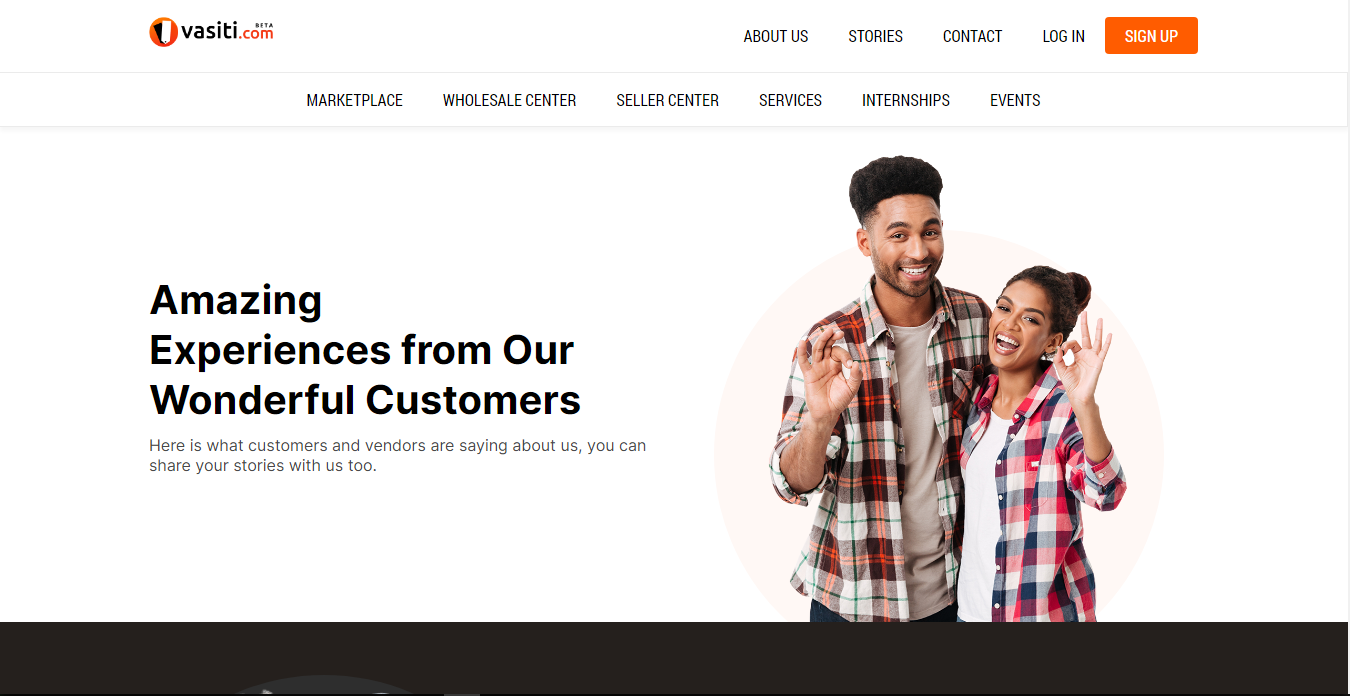 vasiti.com BETA
ABOUT US STORIES CONTACT LOG IN SIGN UP
MARKETPLACE WHOLESALE CENTER SELLER CENTER SERVICES INTERNSHIPS EVENTS
Amazing
Experiences from Our
Wonderful Customers
Here is what customers and vendors are saying about us, you can
share your stories with us too.